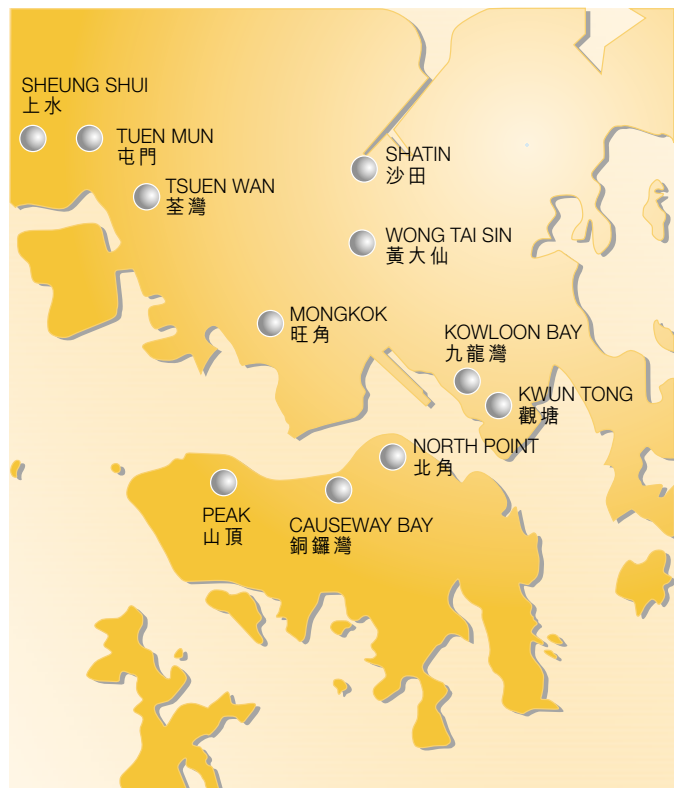 SHEUNG SHUI
上水
TUEN MUN
屯門
SHATIN
沙田
TSUEN WAN
荃灣
WONG TAI SIN
黃大仙
MONGKOK
旺角
KOWLOON BAY
九龍灣
KWUN TONG
觀塘
NORTH POINT
北角
PEAK
山頂
CAUSEWAY BAY
銅鑼灣